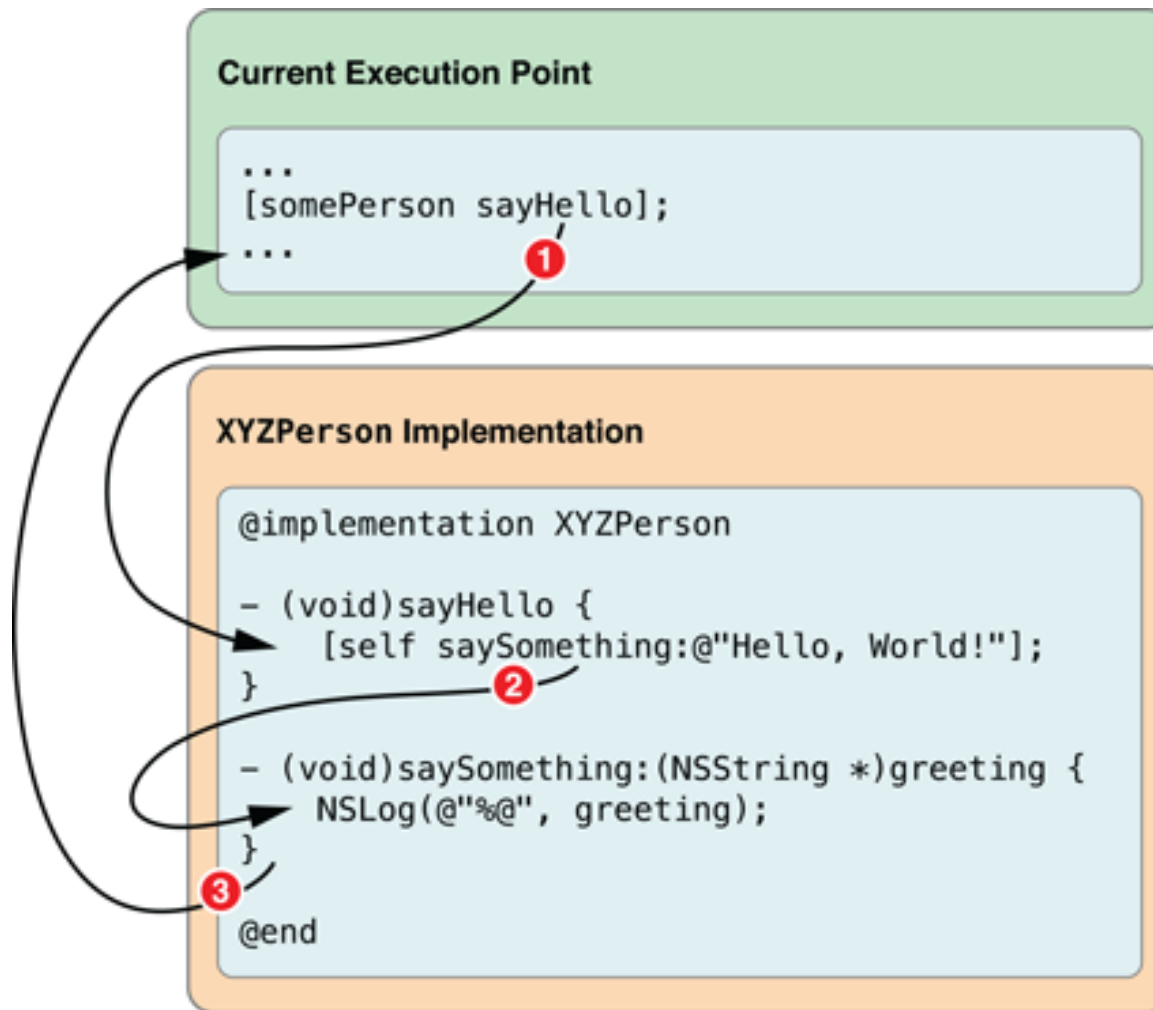 Current Execution Point
...
[somePerson sayHello];
...
1
XYZPerson Implementation
@implementation XYZPerson
- (void)sayHello {
[self saySomething:@"Hello, World!"];
}
2
- (void)saySomething:(NSString *)greeting {
NSLog(@"%@", greeting);
}
3
@end